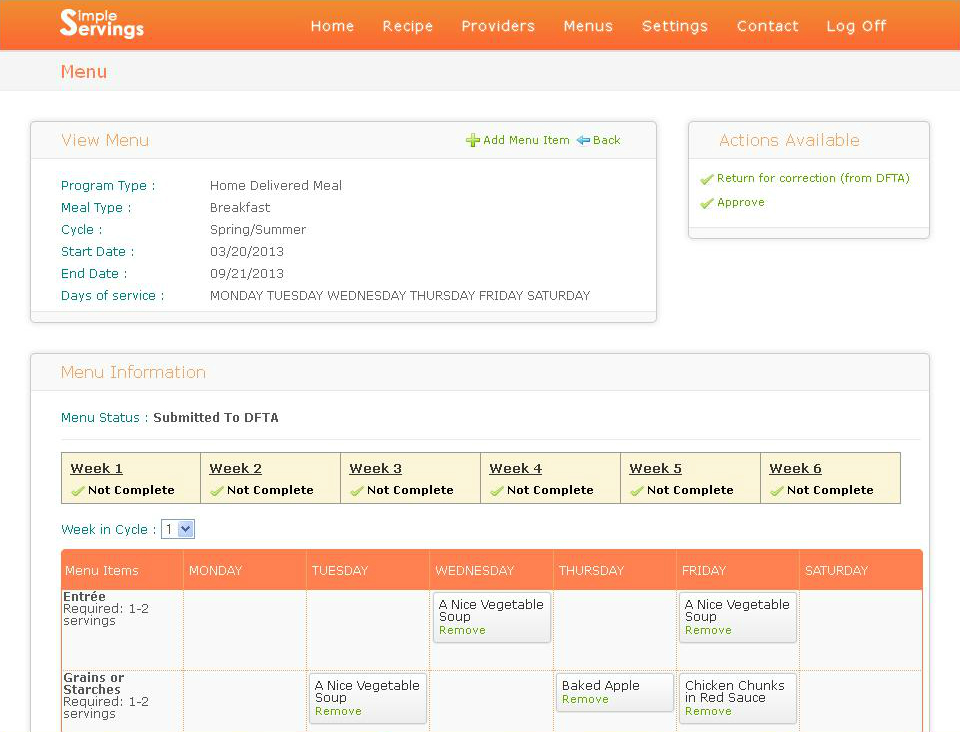 Simple Servings
Home Recipe Providers Menus Settings Contact Log Off
Menu
View Menu
Add Menu Item Back
Program Type : Home Delivered Meal
Meal Type : Breakfast
Cycle : Spring/Summer
Start Date : 03/20/2013
End Date : 09/21/2013
Days of service : MONDAY TUESDAY WEDNESDAY THURSDAY FRIDAY SATURDAY
Actions Available
Return for correction (from DFTA)
Approve
Menu Information
Menu Status : Submitted To DFTA
Week 1 Week 2 Week 3 Week 4 Week 5 Week 6
Not Complete Not Complete Not Complete Not Complete Not Complete Not Complete
Week in Cycle : 1
Menu Items MONDAY TUESDAY WEDNESDAY THURSDAY FRIDAY SATURDAY
Entrée
Required: 1-2
servings
A Nice Vegetable
Soup
Remove
A Nice Vegetable
Soup
Remove
Grains or
Starches
Required: 1-2
servings
A Nice Vegetable
Soup
Remove
Baked Apple
Remove
Chicken Chunks
in Red Sauce
Remove